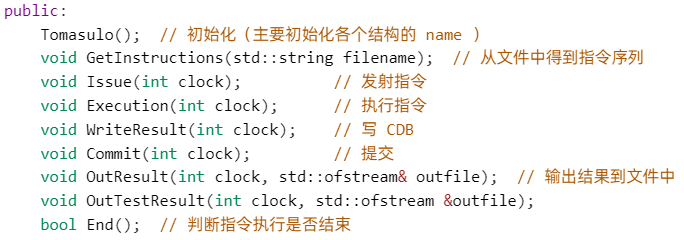 public:
    Tomasulo();  // 初始化 (主要初始化各个结构的 name )
    void GetInstructions(std::string filename);  // 从文件中得到指令序列
    void Issue(int clock);           // 发射指令
    void Execution(int clock);       // 执行指令
    void WriteResult(int clock);     // 写 CDB
    void Commit(int clock);          // 提交
    void OutResult(int clock, std::ofstream& outfile);  // 输出结果到文件中
    void OutTestResult(int clock, std::ofstream &outfile);
    bool End();  // 判断指令执行是否结束